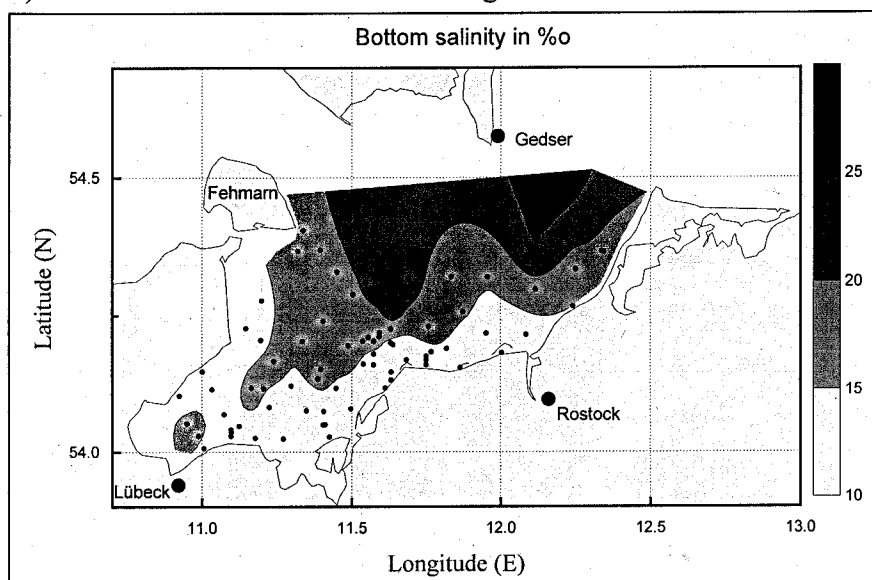 )
Bottom salinity in %o
Gedser
Fehmarn
Rostock
Lübeck
54.5
54.0
Latitude (N)
11.0 11.5 12.0 12.5 13.0
Longitude (E)
25
20
15
10